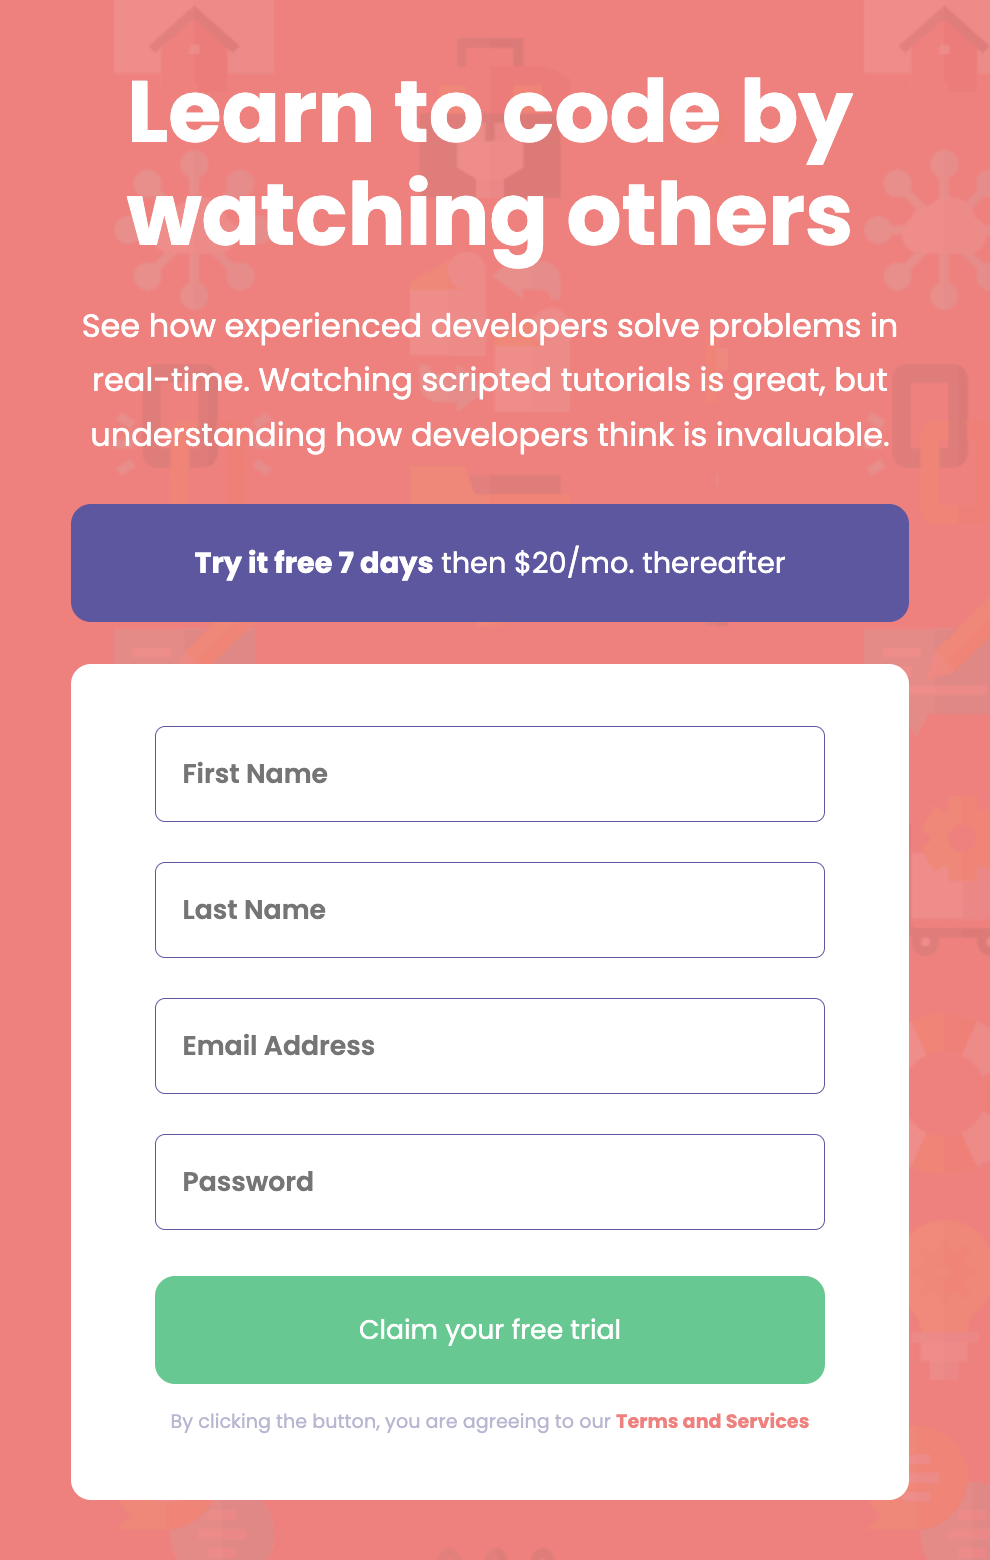 Learn to code by
watching others
See how experienced developers solve problems in
real-time. Watching scripted tutorials is great, but
understanding how developers think is invaluable.
Try it free 7 days then $20/mo. thereafter
First Name
Last Name
Email Address
Password
Claim your free trial
By clicking the button, you are agreeing to our Terms and Services